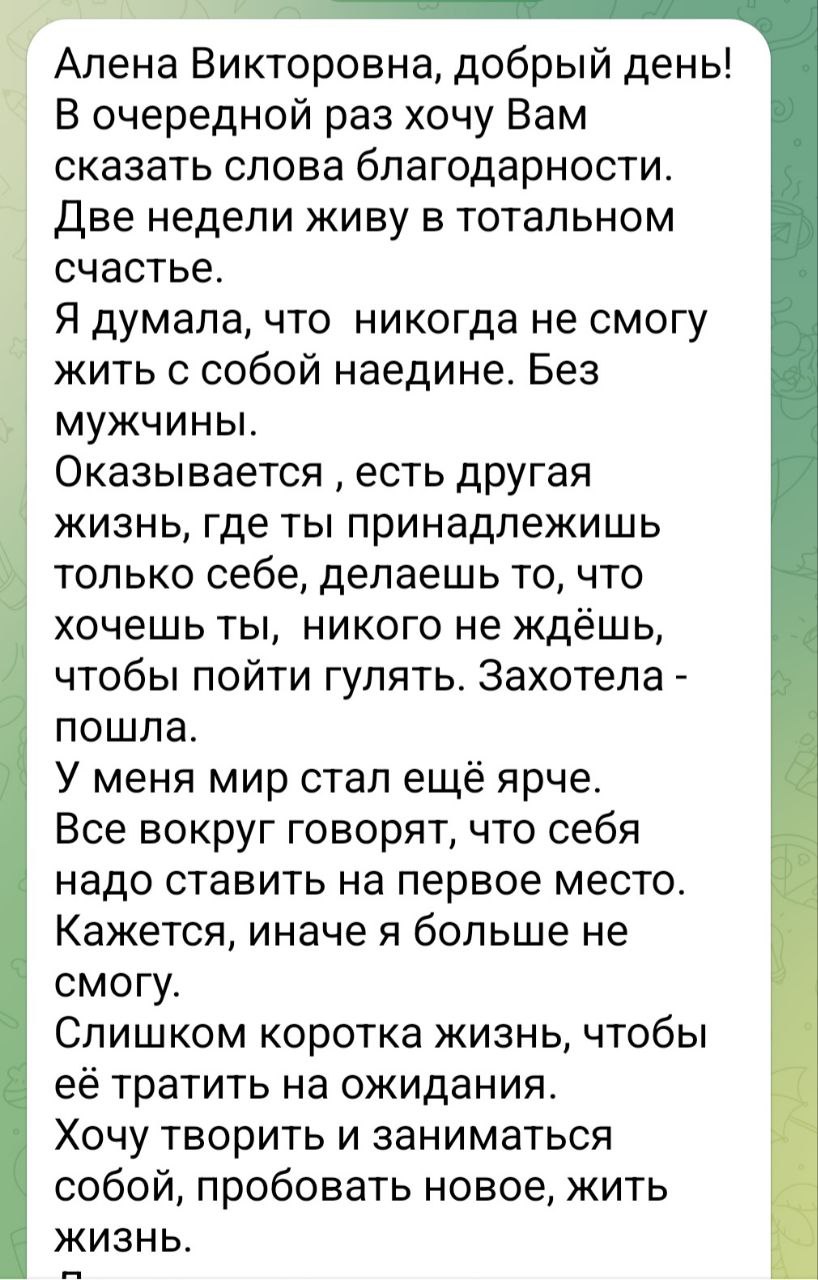 Алена Викторовна, добрый день!
В очередной раз хочу Вам
сказать слова благодарности.
Две недели живу в тотальном
счастье.
Я думала, что  никогда не смогу
жить с собой наедине. Без
мужчины.
Оказывается , есть другая
жизнь, где ты принадлежишь
только себе, делаешь то, что
хочешь ты,  никого не ждёшь,
чтобы пойти гулять. Захотела -
пошла.
У меня мир стал ещё ярче.
Все вокруг говорят, что себя
надо ставить на первое место.
Кажется, иначе я больше не
смогу.
Слишком коротка жизнь, чтобы
её тратить на ожидания.
Хочу творить и заниматься
собой, пробовать новое, жить
жизнь.